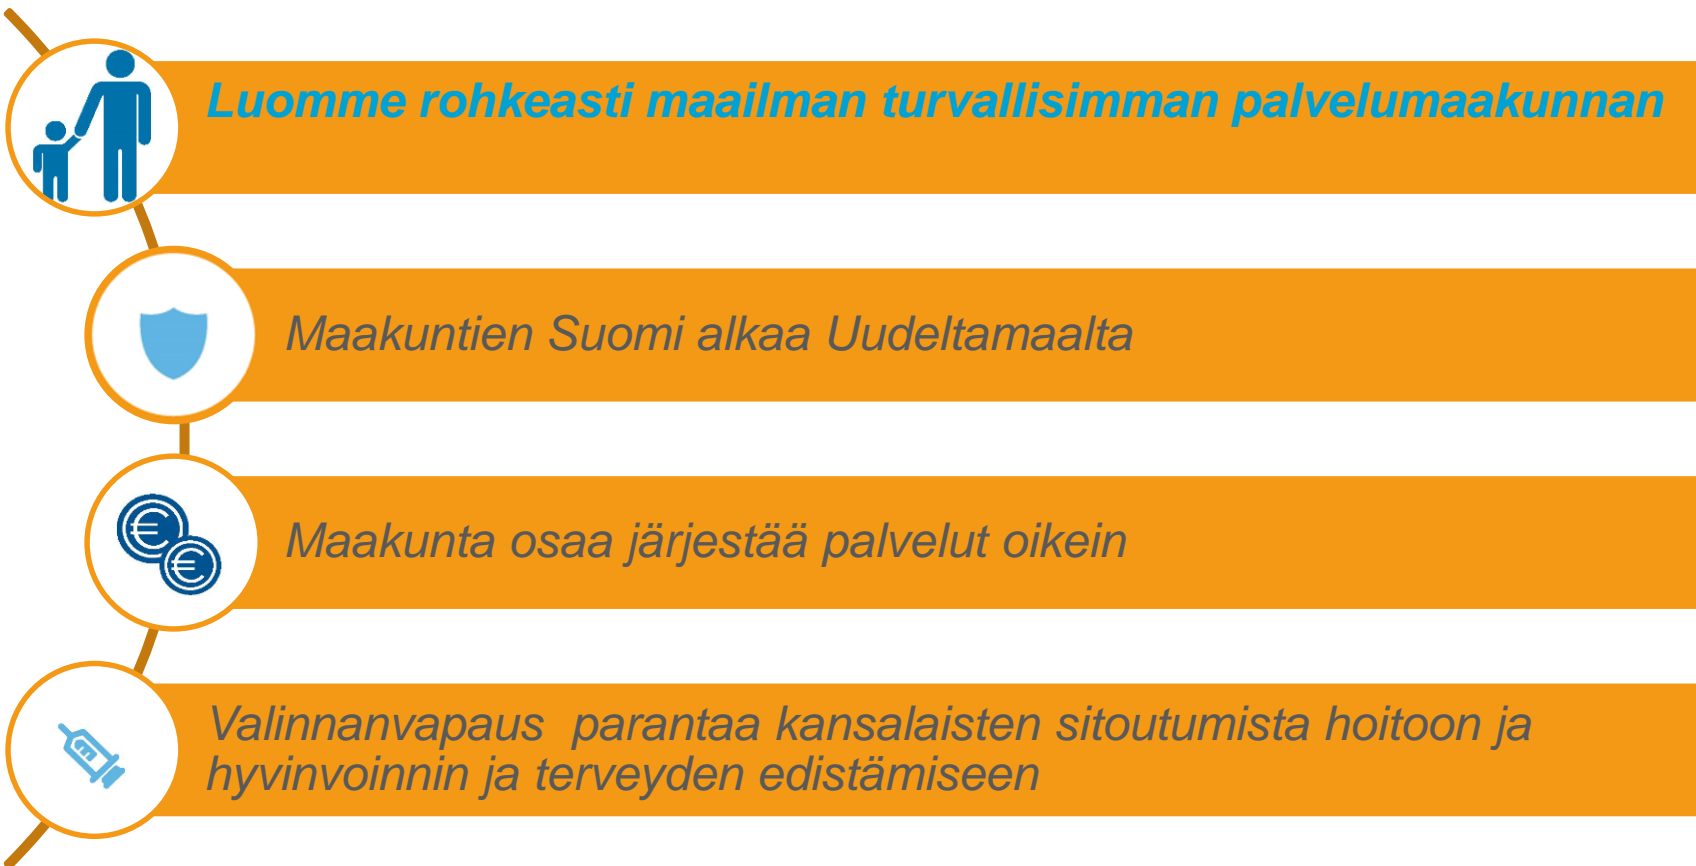 Luomme rohkeasti maailman turvallisimman palvelumaakunnan
Maakuntien Suomi alkaa Uudeltamaalta
Maakunta osaa järjestää palvelut oikein
Valinnanvapaus  parantaa kansalaisten sitoutumista hoitoon ja
hyvinvoinnin ja terveyden edistämiseen